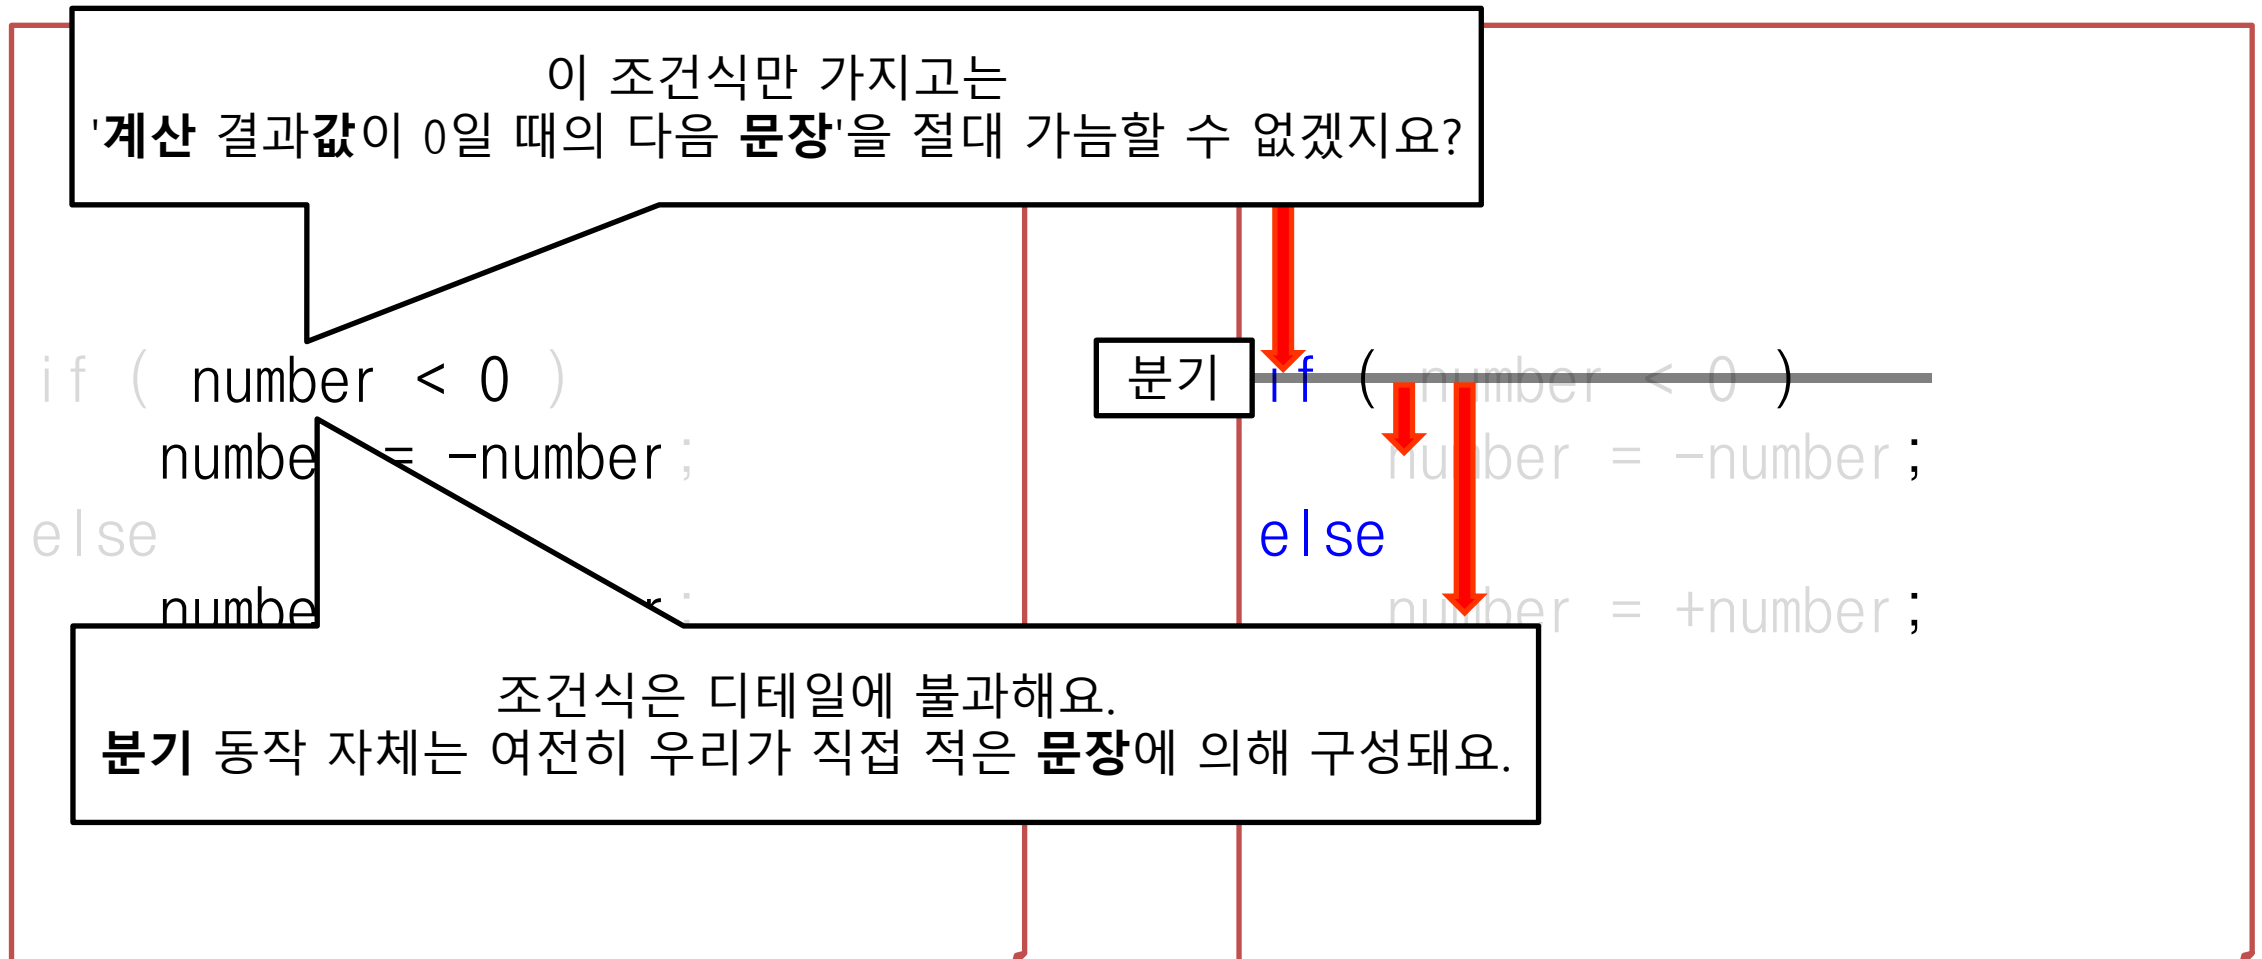 이 조건식만 가지고는
'계산 결과값이 0일 때의 다음 문장'을 절대 가늠할 수 없겠지요?
if ( number < 0 )
numbe = -number;
else
numbe r;
분기
if ( number < 0 )
number = -number;
else
number = +number;
조건식은 디테일에 불과해요.
분기 동작 자체는 여전히 우리가 직접 적은 문장에 의해 구성돼요.